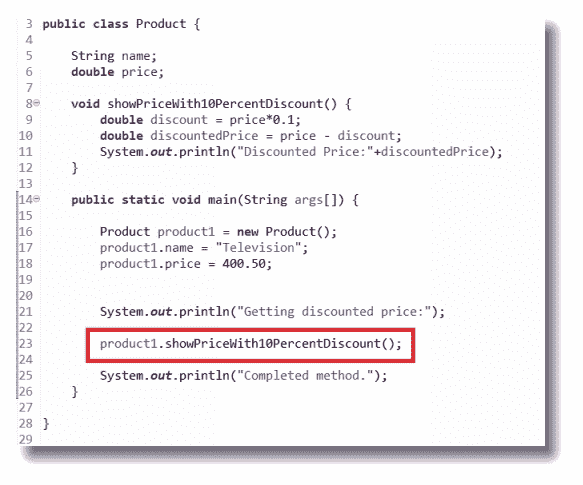 3 public class Product {
4
5 String name;
6 double price;
7
8 void showPriceWith10PercentDiscount() {
9 double discount = price*0.1;
10 double discountedPrice = price - discount;
11 System.out.println("Discounted Price:"+discountedPrice);
12 }
13
14 public static void main(String args[]) {
15
16 Product product1 = new Product();
17 product1.name = "Television";
18 product1.price = 400.50;
19
20
21 System.out.println("Getting discounted price:");
22
23 product1.showPriceWith10PercentDiscount();
24
25 System.out.println("Completed method.");
26 }
27
28 }
29